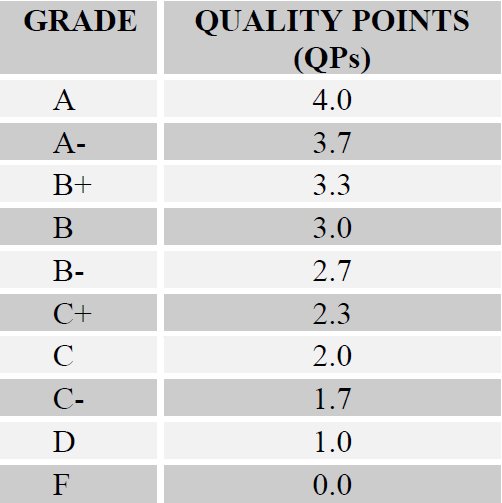 GRADE QUALITY POINTS
(QPs)
A 4.0
A- 3.7
B+ 3.3
B 3.0
B- 2.7
C+ 2.3
C 2.0
C- 1.7
D 1.0
F 0.0